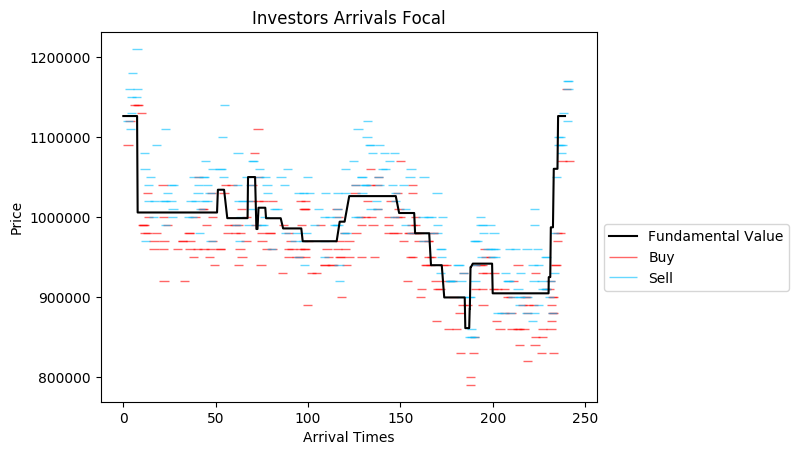 Investors Arrivals Focal
1200000
1100000
1000000
900000
800000
Price
0 50 100 150 200 250
Arrival Times
Fundamental Value
Buy
Sell